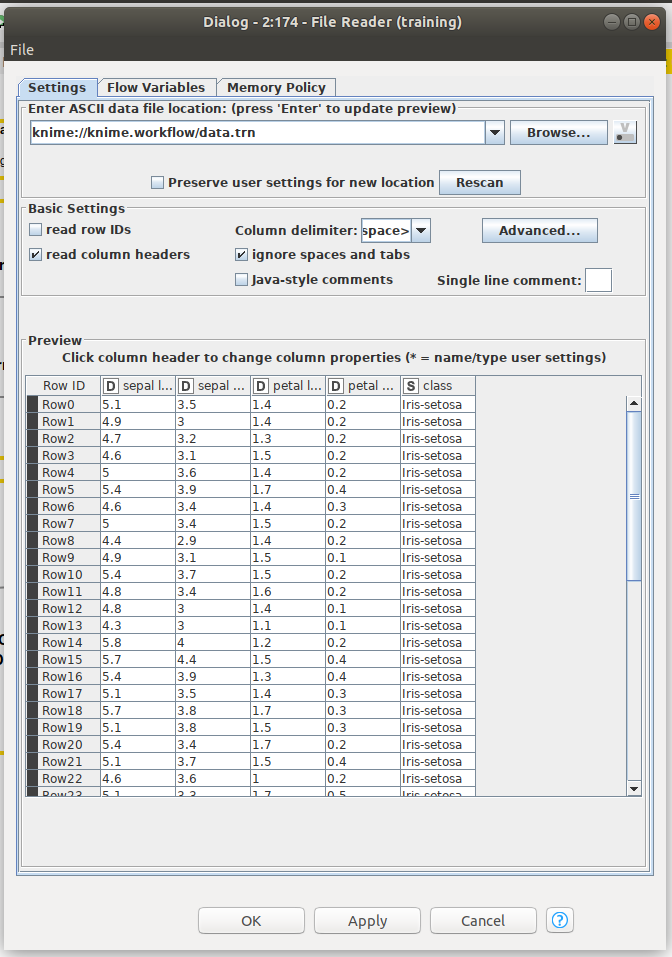 Dialog - 2:174 - File Reader (training)
File
Settings Flow Variables Memory Policy
Enter ASCII data file location: (press 'Enter' to update preview)
knime://knime.workflow/data.trn Browse... V
Preserve user settings for new location Rescan
Basic Settings
read row IDs Column delimiter: space> Advanced...
read column headers ignore spaces and tabs
Java-style comments Single line comment:
Preview
Click column header to change column properties (* = name/type user settings)
Row ID D sepal l... D sepal ... D petal l... D petal ... S class
Row0 5.1 3.5 1.4 0.2 Iris-setosa
Row1 4.9 3 1.4 0.2 Iris-setosa
Row2 4.7 3.2 1.3 0.2 Iris-setosa
Row3 4.6 3.1 1.5 0.2 Iris-setosa
Row4 5 3.6 1.4 0.2 Iris-setosa
Row5 5.4 3.9 1.7 0.4 Iris-setosa
Row6 4.6 3.4 1.4 0.3 Iris-setosa
Row7 5 3.4 1.5 0.2 Iris-setosa
Row8 4.4 2.9 1.4 0.2 Iris-setosa
Row9 4.9 3.1 1.5 0.1 Iris-setosa
Row10 5.4 3.7 1.5 0.2 Iris-setosa
Row11 4.8 3.4 1.6 0.2 Iris-setosa
Row12 4.8 3 1.4 0.1 Iris-setosa
Row13 4.3 3 1.1 0.1 Iris-setosa
Row14 5.8 4 1.2 0.2 Iris-setosa
Row15 5.7 4.4 1.5 0.4 Iris-setosa
Row16 5.4 3.9 1.3 0.4 Iris-setosa
Row17 5.1 3.5 1.4 0.3 Iris-setosa
Row18 5.7 3.8 1.7 0.3 Iris-setosa
Row19 5.1 3.8 1.5 0.3 Iris-setosa
Row20 5.4 3.4 1.7 0.2 Iris-setosa
Row21 5.1 3.7 1.5 0.4 Iris-setosa
Row22 4.6 3.6 1 0.2 Iris-setosa
Row23 5.1 3.3 1.7 0.5 Iris-setosa
OK Apply Cancel ?